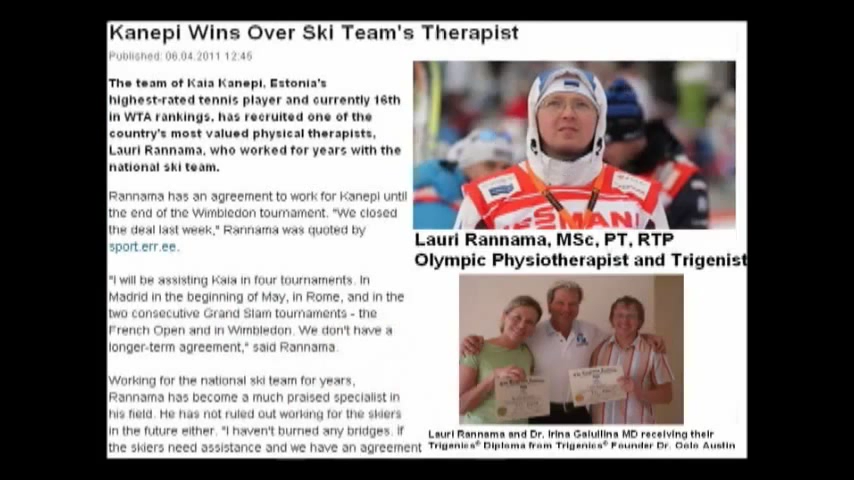 Kanepi Wins Over Ski Team's Therapist
Published: 06.04.2011 12:46
The team of Kaia Kanepi, Estonia's
highest-rated tennis player and currently 16th
in WTA rankings, has recruited one of the
country's most valued physical therapists,
Lauri Rannama, who worked for years with the
national ski team.
Rannama has an agreement to work for Kanepi until
the end of the Wimbledon tournament. "We closed
the deal last week," Rannama was quoted by
sport.err.ee.
"I will be assisting Kaia in four tournaments. In
Madrid in the beginning of May, in Rome, and in the
two consecutive Grand Slam tournaments - the
French Open and in Wimbledon. We don't have a
longer-term agreement," said Rannama.
Working for the national ski team for years,
Rannama has become a much praised specialist in
his field. He has not ruled out working for the skiers
in the future either. "I haven't burned any bridges. If
the skiers need assistance and we have an agreement
Lauri Rannama, MSc, PT, RTP
Olympic Physiotherapist and Trigenist
Lauri Rannama and Dr. Irina Galullina MD receiving their
Trigenics® Diploma from Trigenics® Founder Dr. Oolo Austin